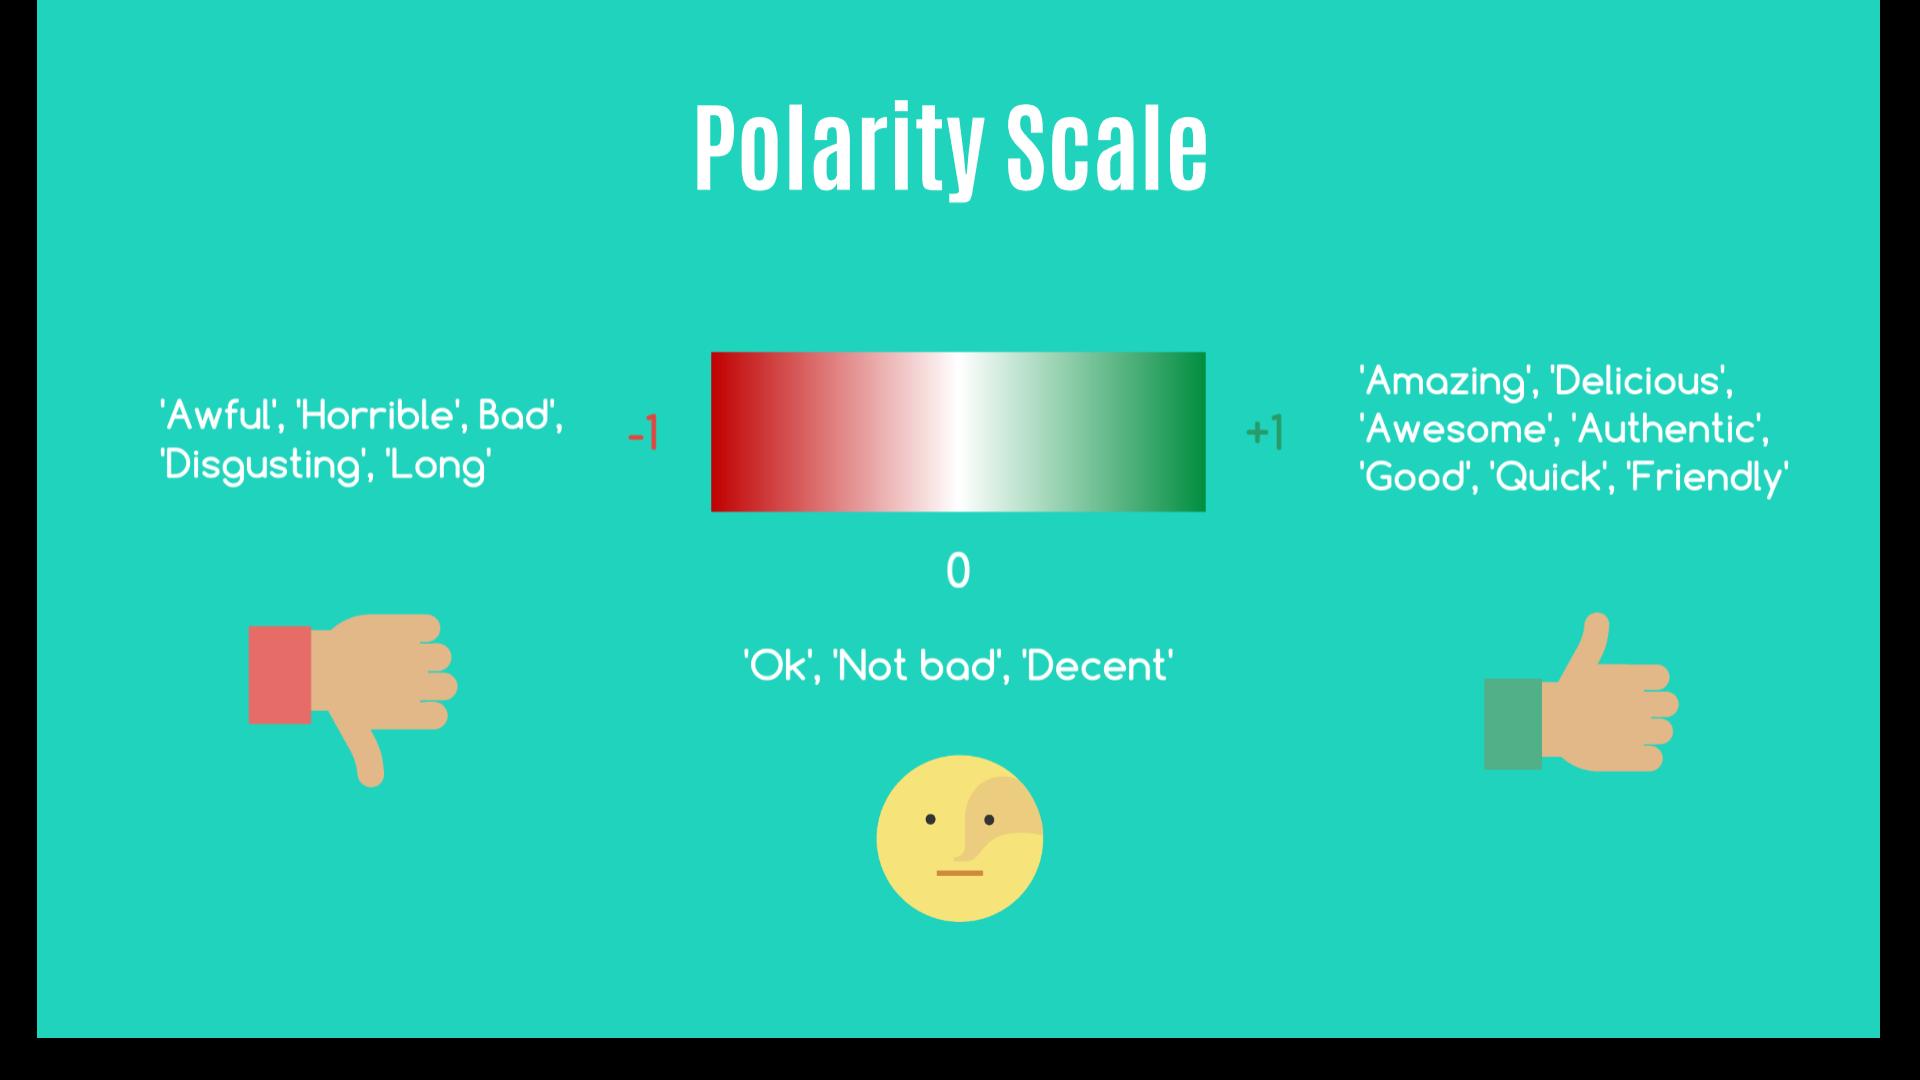 Polarity Scale
'Awful', 'Horrible', Bad',
'Disgusting', 'Long'
-1
+1
'Amazing', 'Delicious',
'Awesome', 'Authentic',
'Good', 'Quick', 'Friendly'
0
'Ok', 'Not bad', 'Decent'